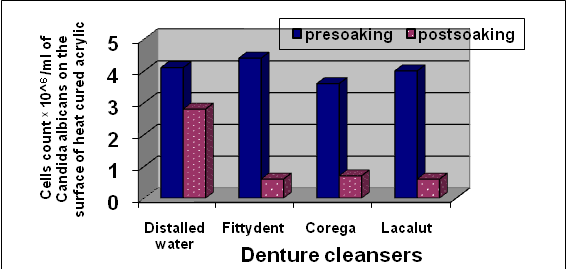 presoaking postsoaking
Cells count × 10^6 /ml of
Candida albicans on the
surface of heat cured acrylic
5
4
3
2
1
0
Distalled water
Fittydent
Corega
Lacalut
Denture cleansers